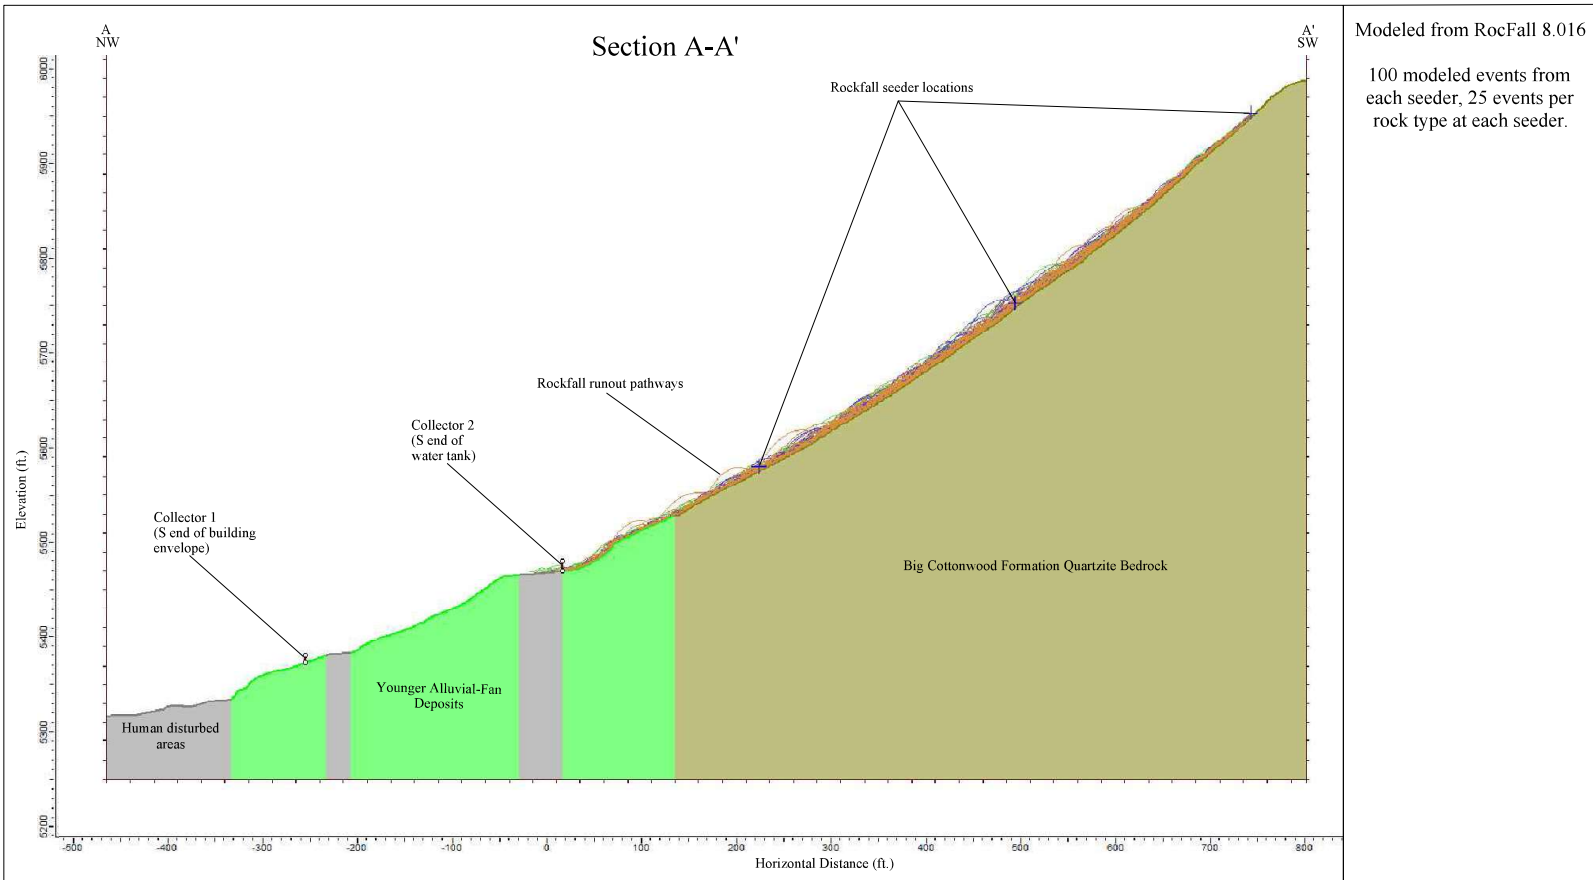 A
NW
Section A-A'
A'
SW
Modeled from RocFall 8.016
100 modeled events from
each seeder, 25 events per
rock type at each seeder.
Rockfall seeder locations
Rockfall runout pathways
Collector 2
(S end of
water tank)
Collector 1
(S end of building
envelope)
Big Cottonwood Formation Quartzite Bedrock
Younger Alluvial-Fan
Deposits
Human disturbed
areas
Elevation (ft.)
6000
5900
5800
5700
5600
5500
5400
5300
5200
-500 -400 -300 -200 -100 0 100 200 300 400 500 600 700 800
Horizontal Distance (ft.)